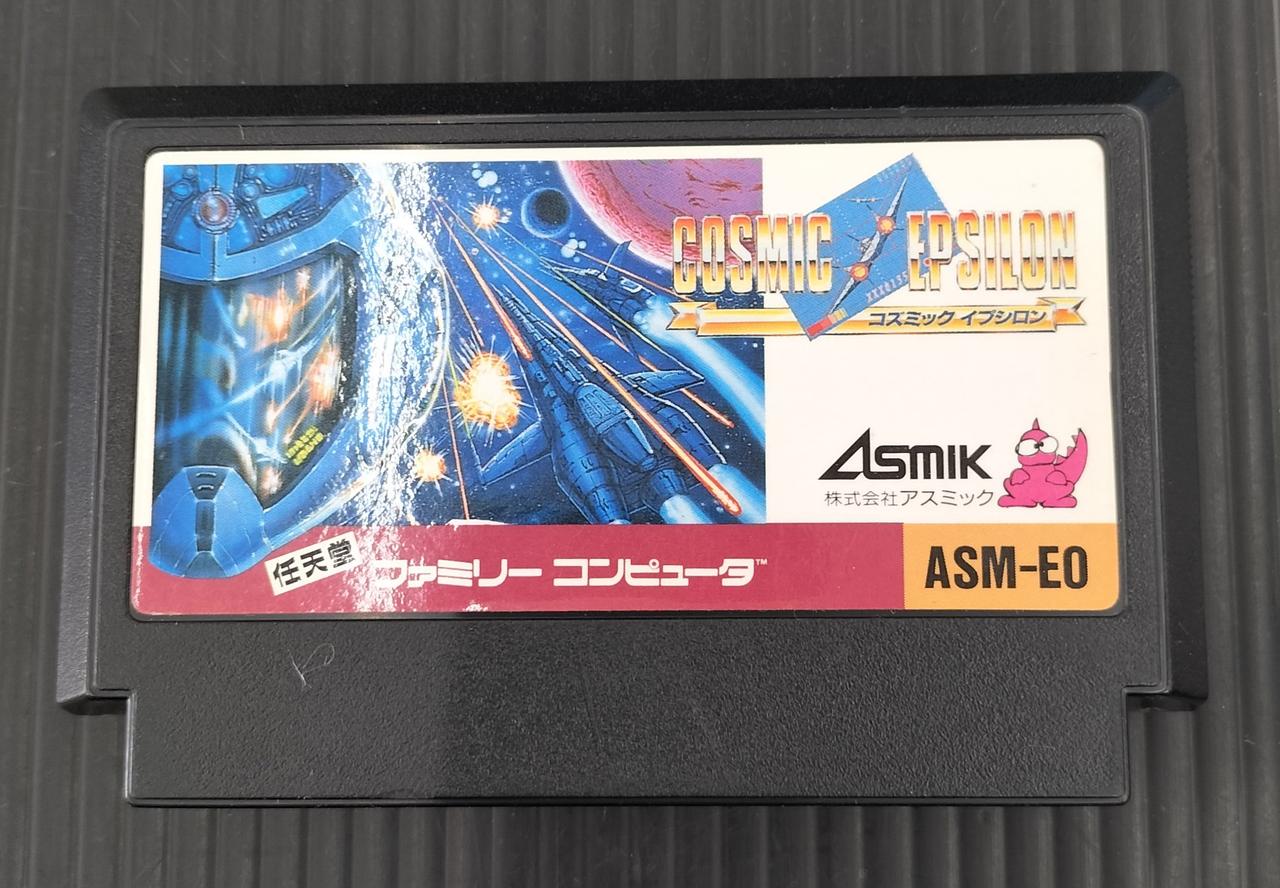 COSMIC EPSILON
コズミック イプシロン
ASMIK
株式会社アスミック
任天堂 ファミリー コンピュータ™
ASM-EO